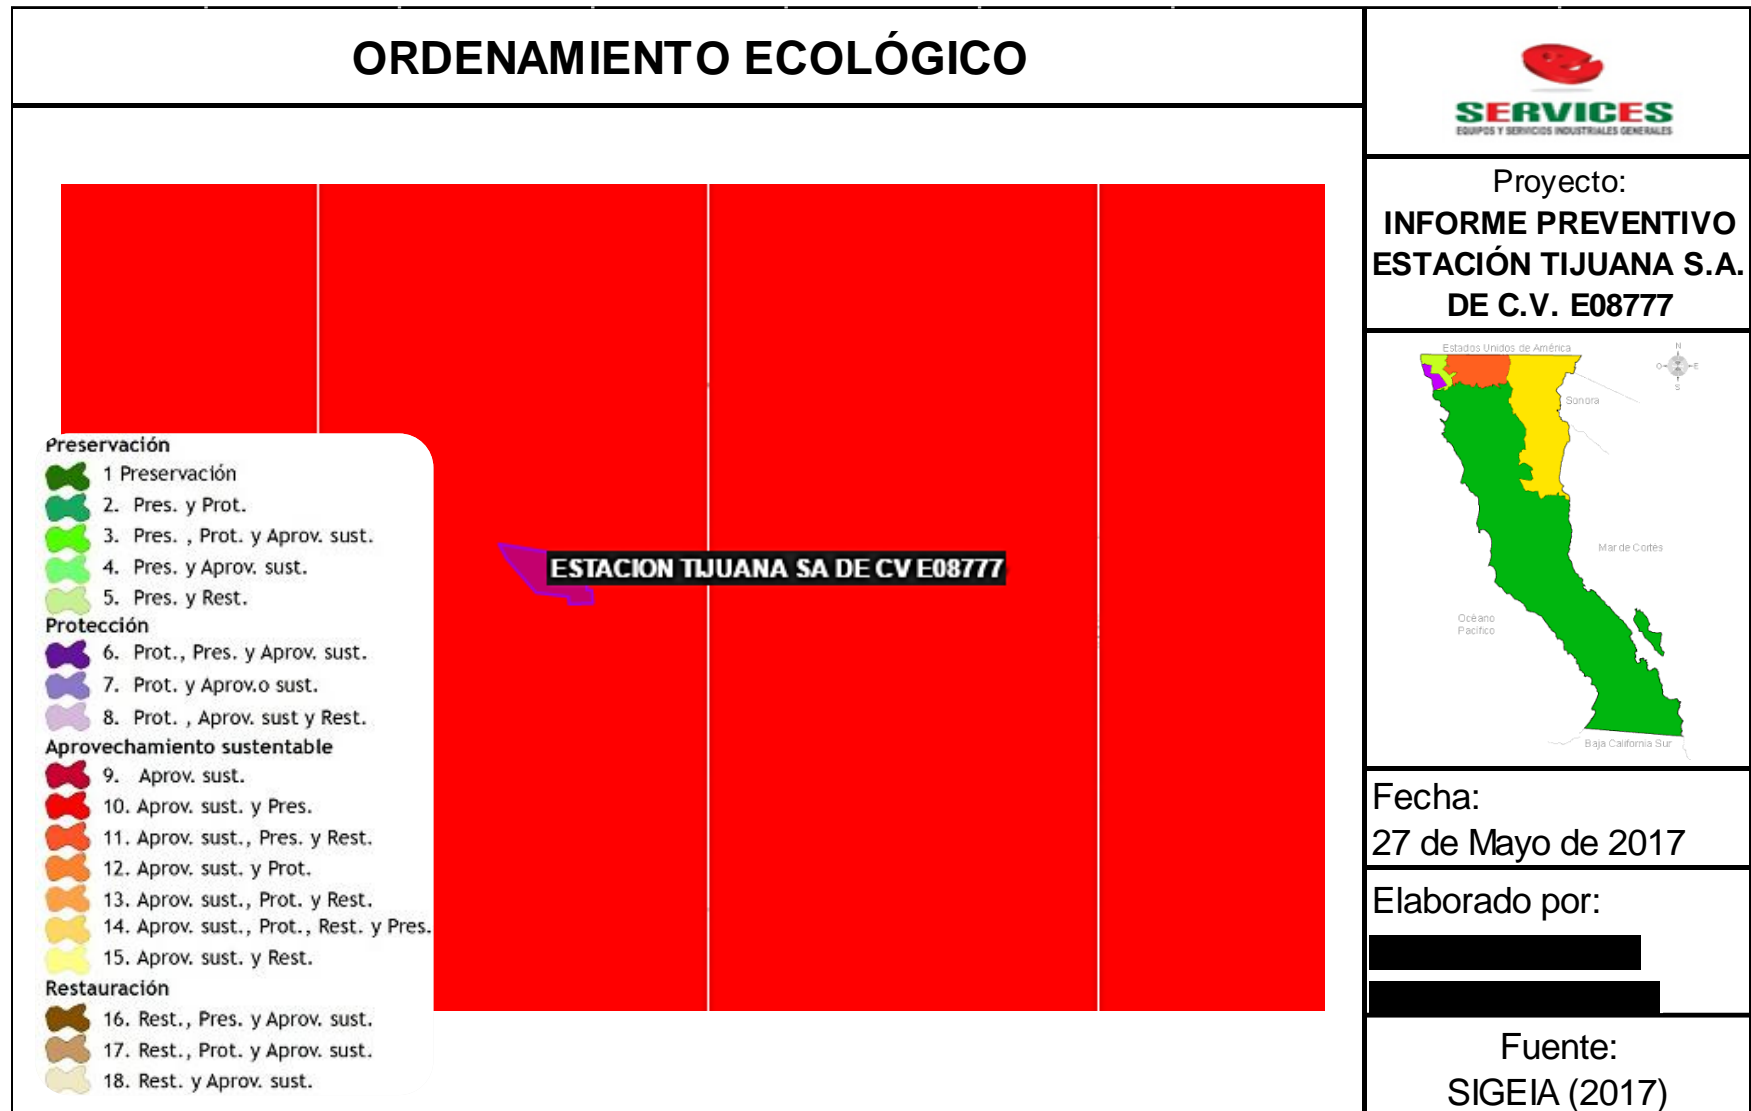 ORDENAMIENTO ECOLÓGICO
SERVICES
EQUIPOS Y SERVICIOS INDUSTRIALES GENERALES
Proyecto:
INFORME PREVENTIVO
ESTACIÓN TIJUANA S.A.
DE C.V. E08777
Estados Unidos de América
N
O
E
S
Sonora
Mar de Cortés
Océano
Pacífico
Baja California Sur
Fecha:
27 de Mayo de 2017
Elaborado por:
Fuente:
SIGEIA (2017)
ESTACION TIJUANA SA DE CV E08777
Preservación
1 Preservación
2. Pres. y Prot.
3. Pres. , Prot. y Aprov. sust.
4. Pres. y Aprov. sust.
5. Pres. y Rest.
Protección
6. Prot., Pres. y Aprov. sust.
7. Prot. y Aprov.o sust.
8. Prot. , Aprov. sust y Rest.
Aprovechamiento sustentable
9. Aprov. sust.
10. Aprov. sust. y Pres.
11. Aprov. sust., Pres. y Rest.
12. Aprov. sust. y Prot.
13. Aprov. sust., Prot. y Rest.
14. Aprov. sust., Prot., Rest. y Pres.
15. Aprov. sust. y Rest.
Restauración
16. Rest., Pres. y Aprov. sust.
17. Rest., Prot. y Aprov. sust.
18. Rest. y Aprov. sust.